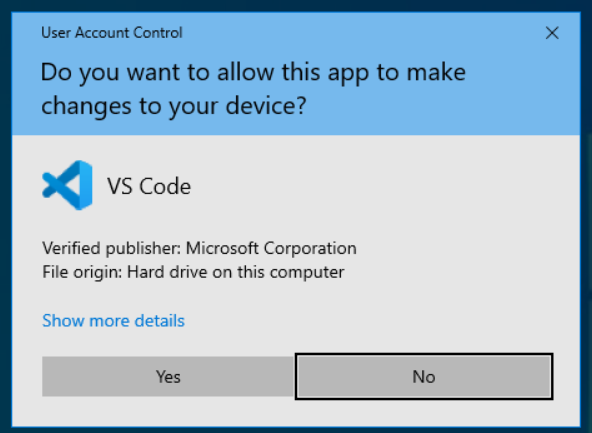 User Account Control
Do you want to allow this app to make
changes to your device?
VS Code
Verified publisher: Microsoft Corporation
File origin: Hard drive on this computer
Show more details
Yes
No